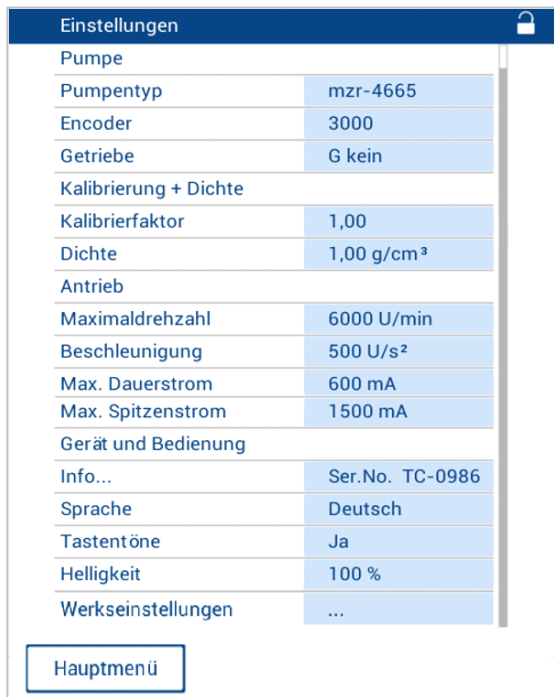 Einstellungen
Pumpe
Pumpentyp mzr-4665
Encoder 3000
Getriebe G kein
Kalibrierung + Dichte
Kalibrierfaktor 1,00
Dichte 1,00 g/cm³
Antrieb
Maximaldrehzahl 6000 U/min
Beschleunigung 500 U/s²
Max. Dauerstrom 600 mA
Max. Spitzenstrom 1500 mA
Gerät und Bedienung
Info... Ser.No. TC-0986
Sprache Deutsch
Tastentöne Ja
Helligkeit 100 %
Werkseinstellungen ...
Hauptmenü